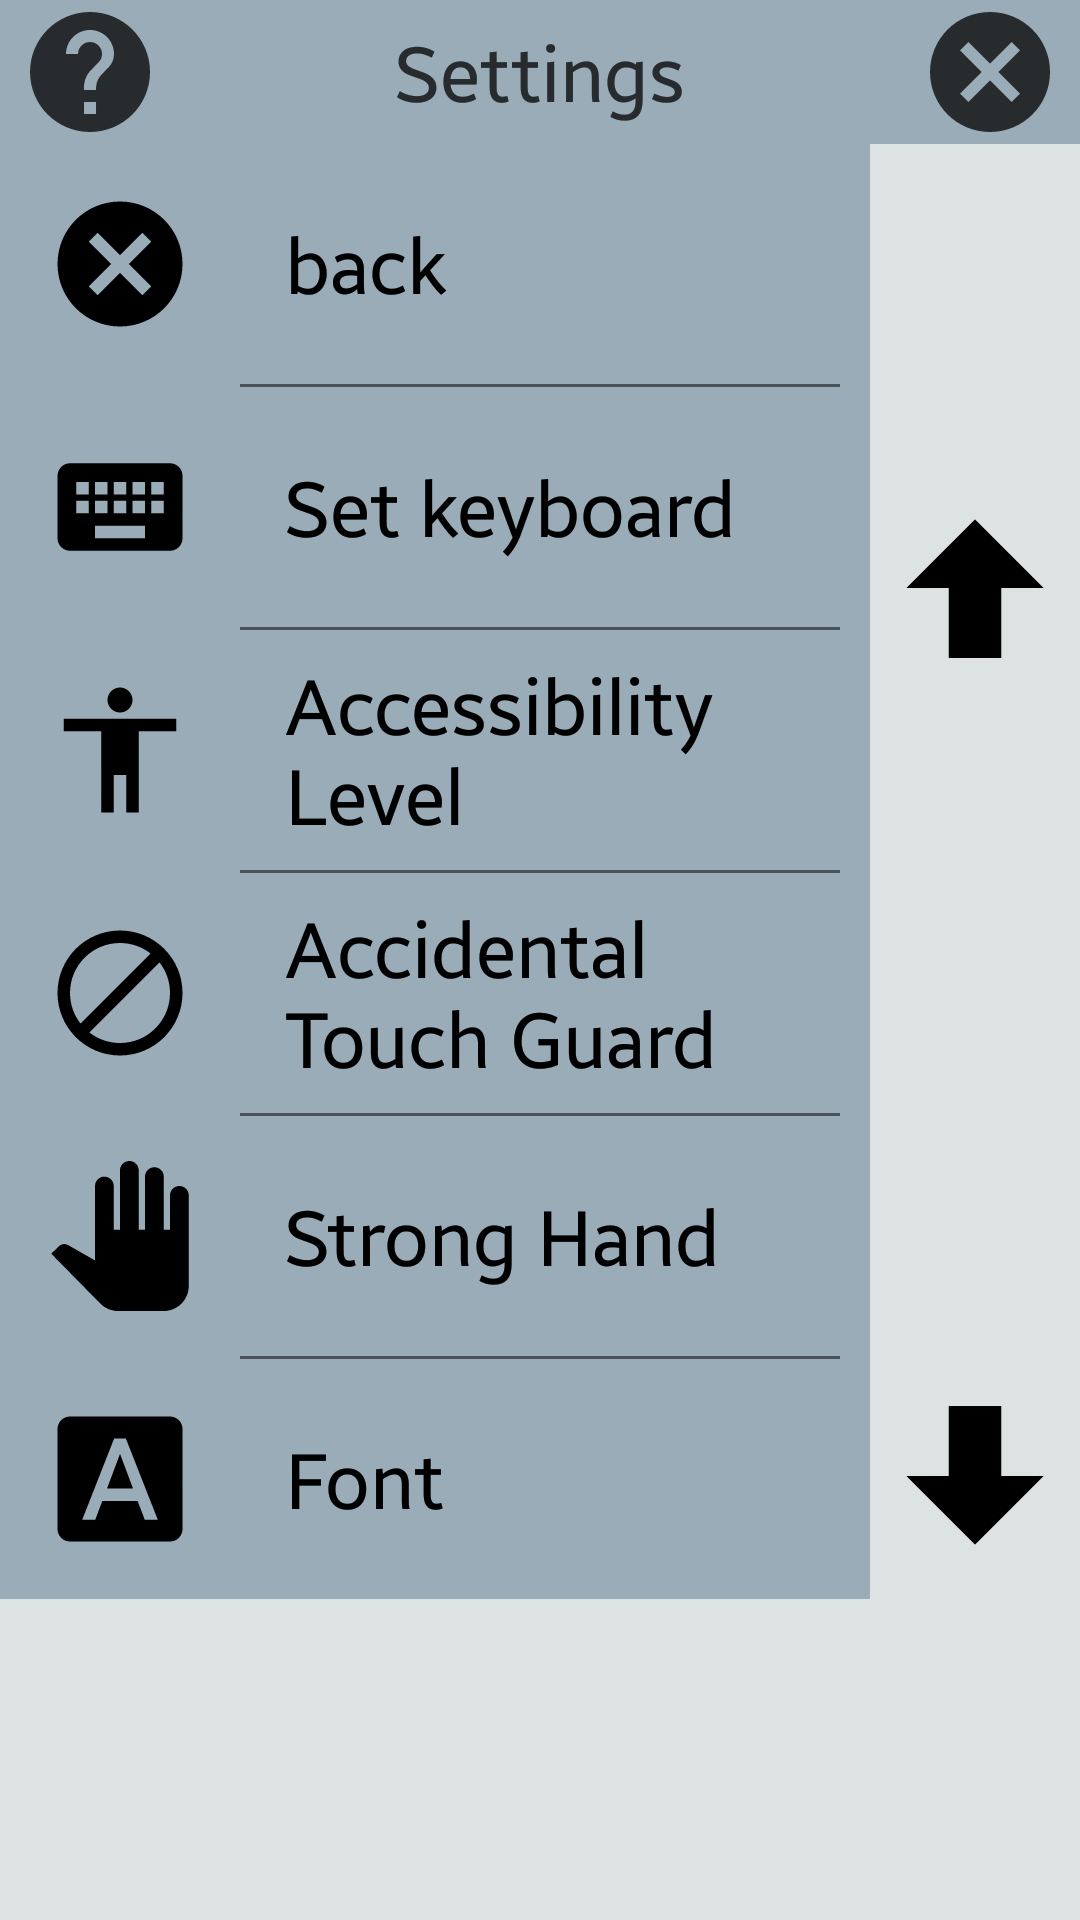 Settings
back
Set keyboard
Accessibility
Level
Accidental
Touch Guard
Strong Hand
Font